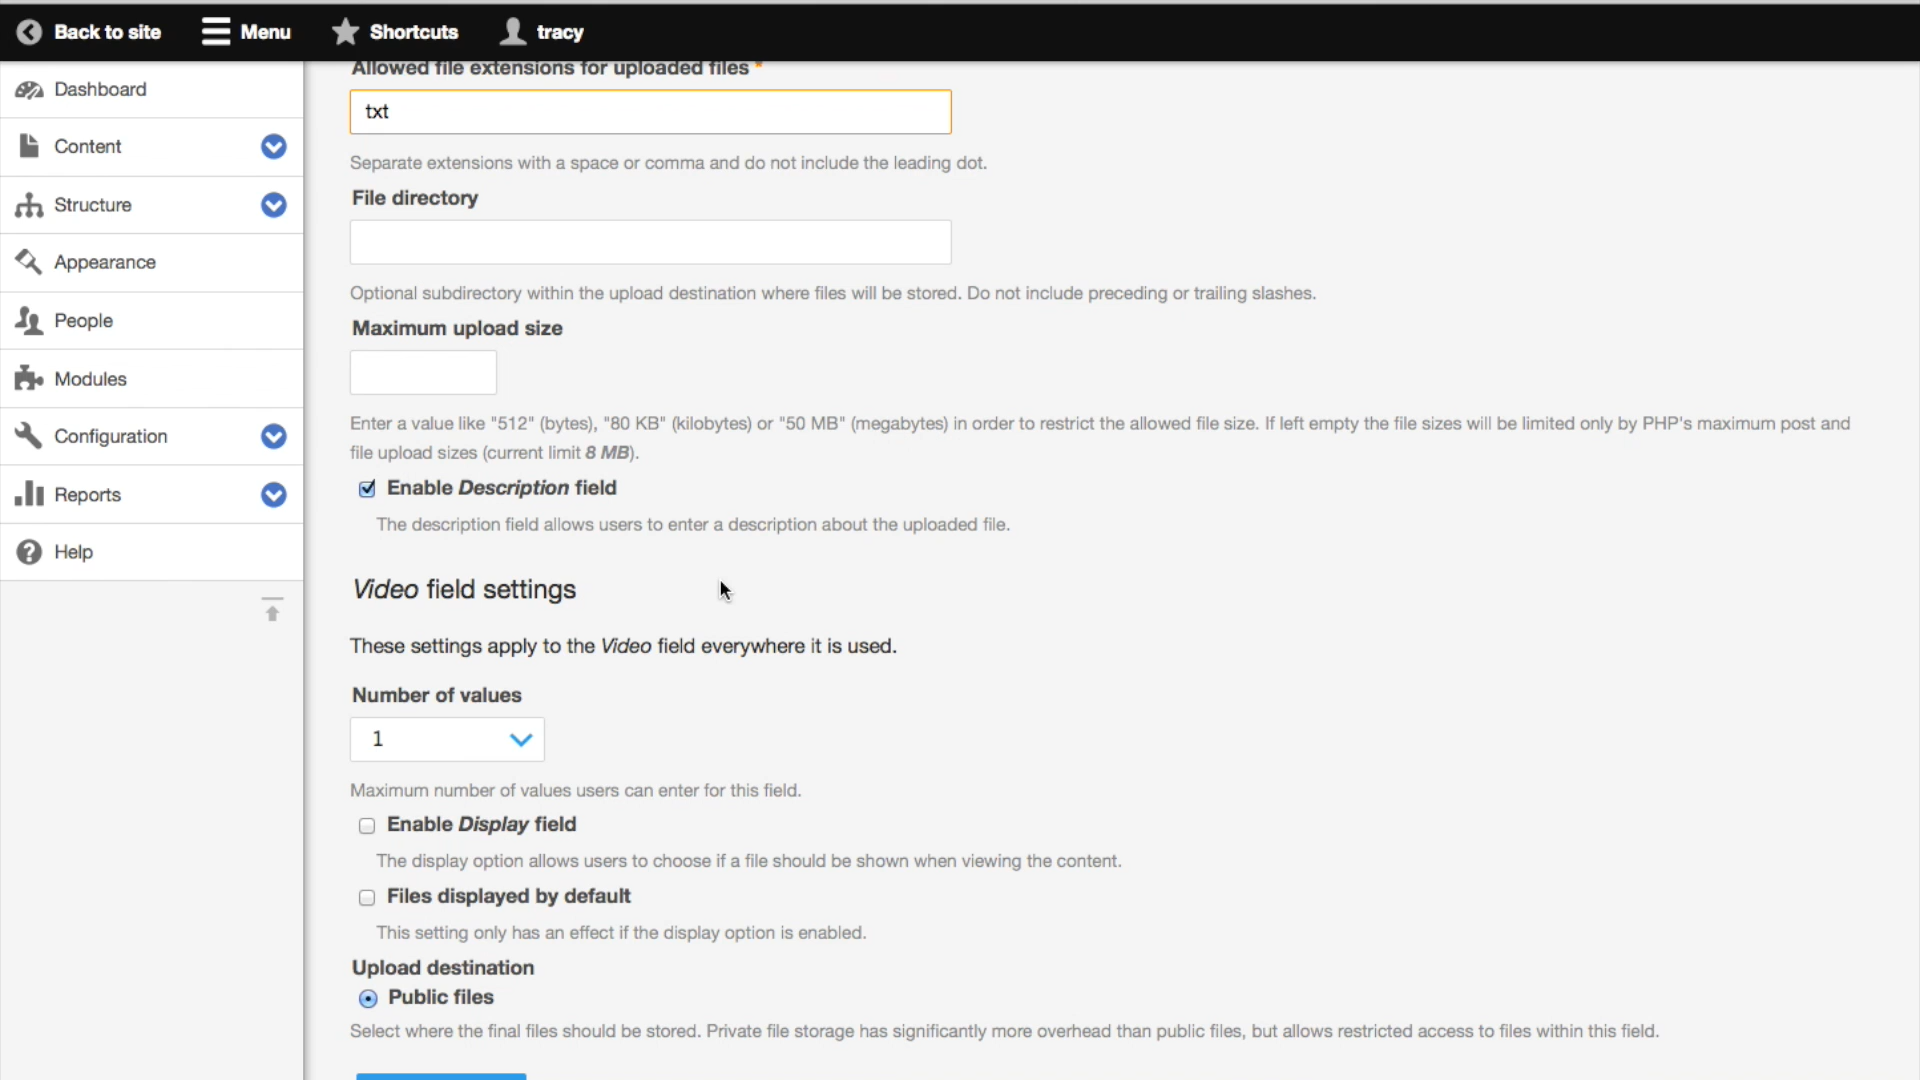 Back to site Menu Shortcuts tracy
Dashboard
Content
Structure
Appearance
People
Modules
Configuration
Reports
Help
Allowed file extensions for uploaded files *
txt
Separate extensions with a space or comma and do not include the leading dot.
File directory
Optional subdirectory within the upload destination where files will be stored. Do not include preceding or trailing slashes.
Maximum upload size
Enter a value like "512" (bytes), "80 KB" (kilobytes) or "50 MB" (megabytes) in order to restrict the allowed file size. If left empty the file sizes will be limited only by PHP's maximum post and
file upload sizes (current limit 8 MB).
Enable Description field
The description field allows users to enter a description about the uploaded file.
Video field settings
These settings apply to the Video field everywhere it is used.
Number of values
1
Maximum number of values users can enter for this field.
Enable Display field
The display option allows users to choose if a file should be shown when viewing the content.
Files displayed by default
This setting only has an effect if the display option is enabled.
Upload destination
Public files
Select where the final files should be stored. Private file storage has significantly more overhead than public files, but allows restricted access to files within this field.